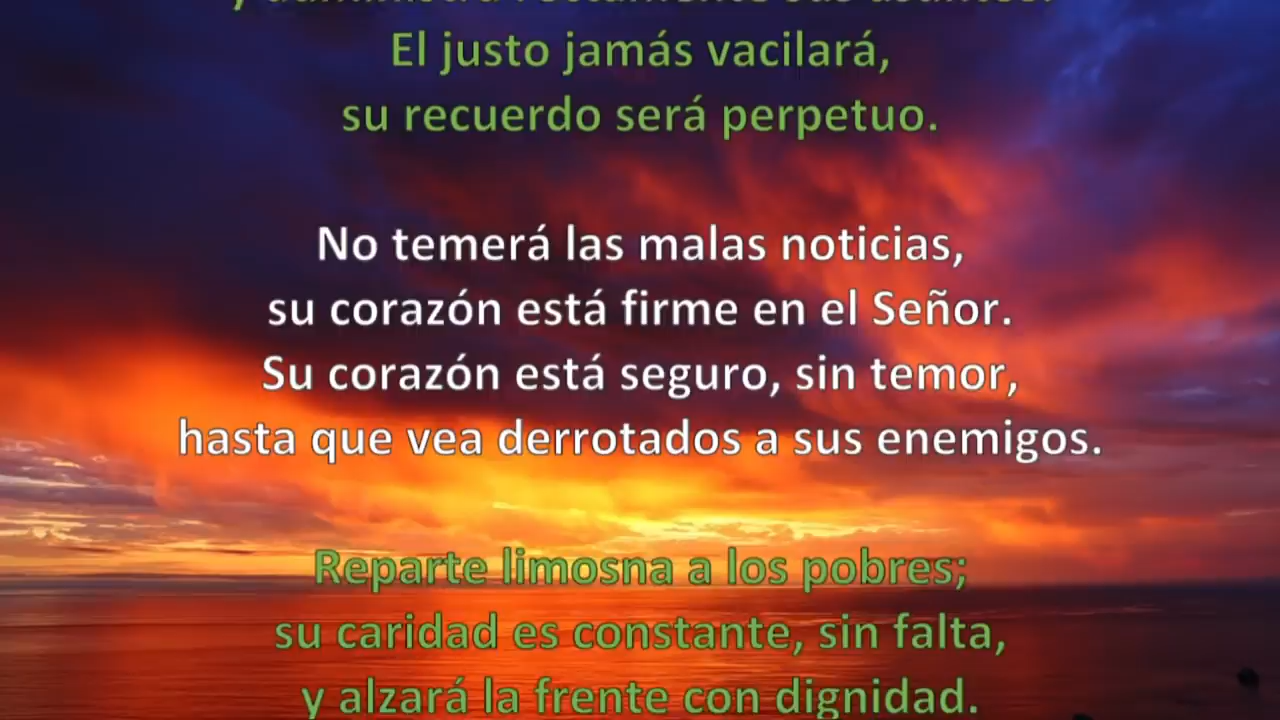 El justo jamás vacilará,
su recuerdo será perpetuo.
No temerá las malas noticias,
su corazón está firme en el Señor.
Su corazón está seguro, sin temor,
hasta que vea derrotados a sus enemigos.
Reparte limosna a los pobres;
su caridad es constante, sin falta,
y alzará la frente con dignidad.